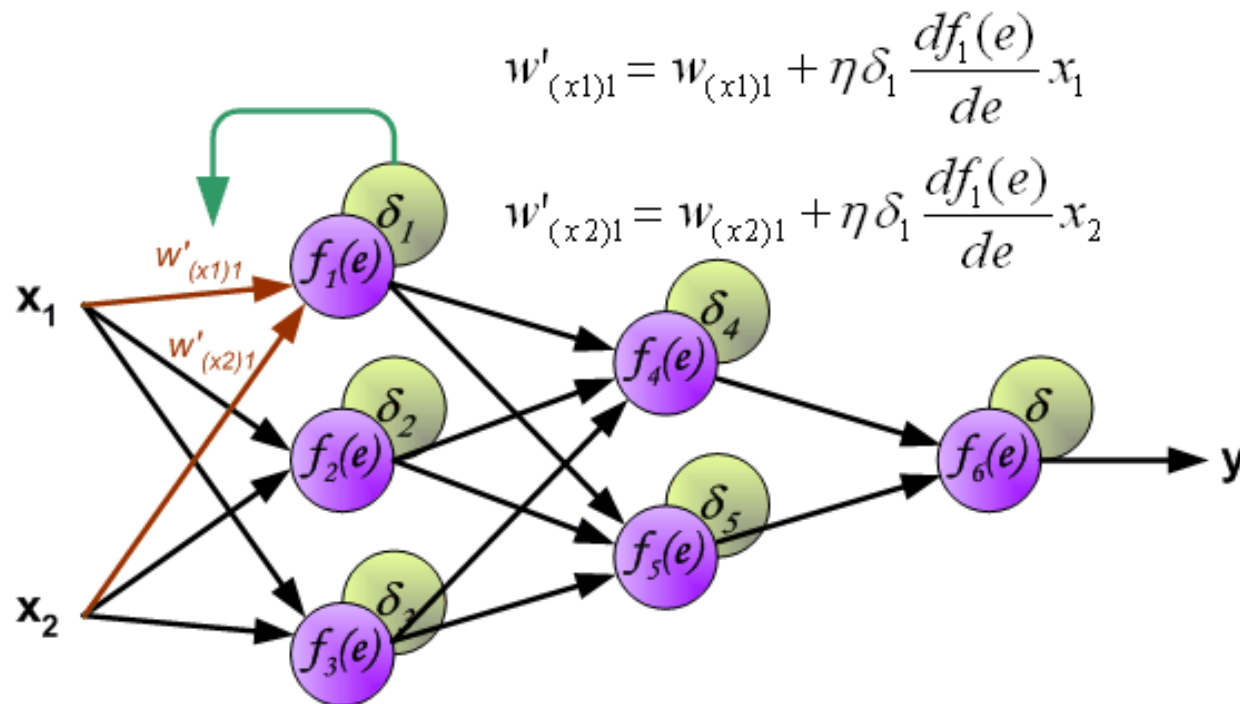 w'(x1)1 = w(x1)1 + η δ1 df1(e)/de x1
w'(x2)1 = w(x2)1 + η δ1 df1(e)/de x2
δ1
f1(e)
w'(x1)1
x1
w'(x2)1
δ4
f4(e)
δ2
f2(e)
δ
f6(e)
y
δ5
f5(e)
x2
δ3
f3(e)